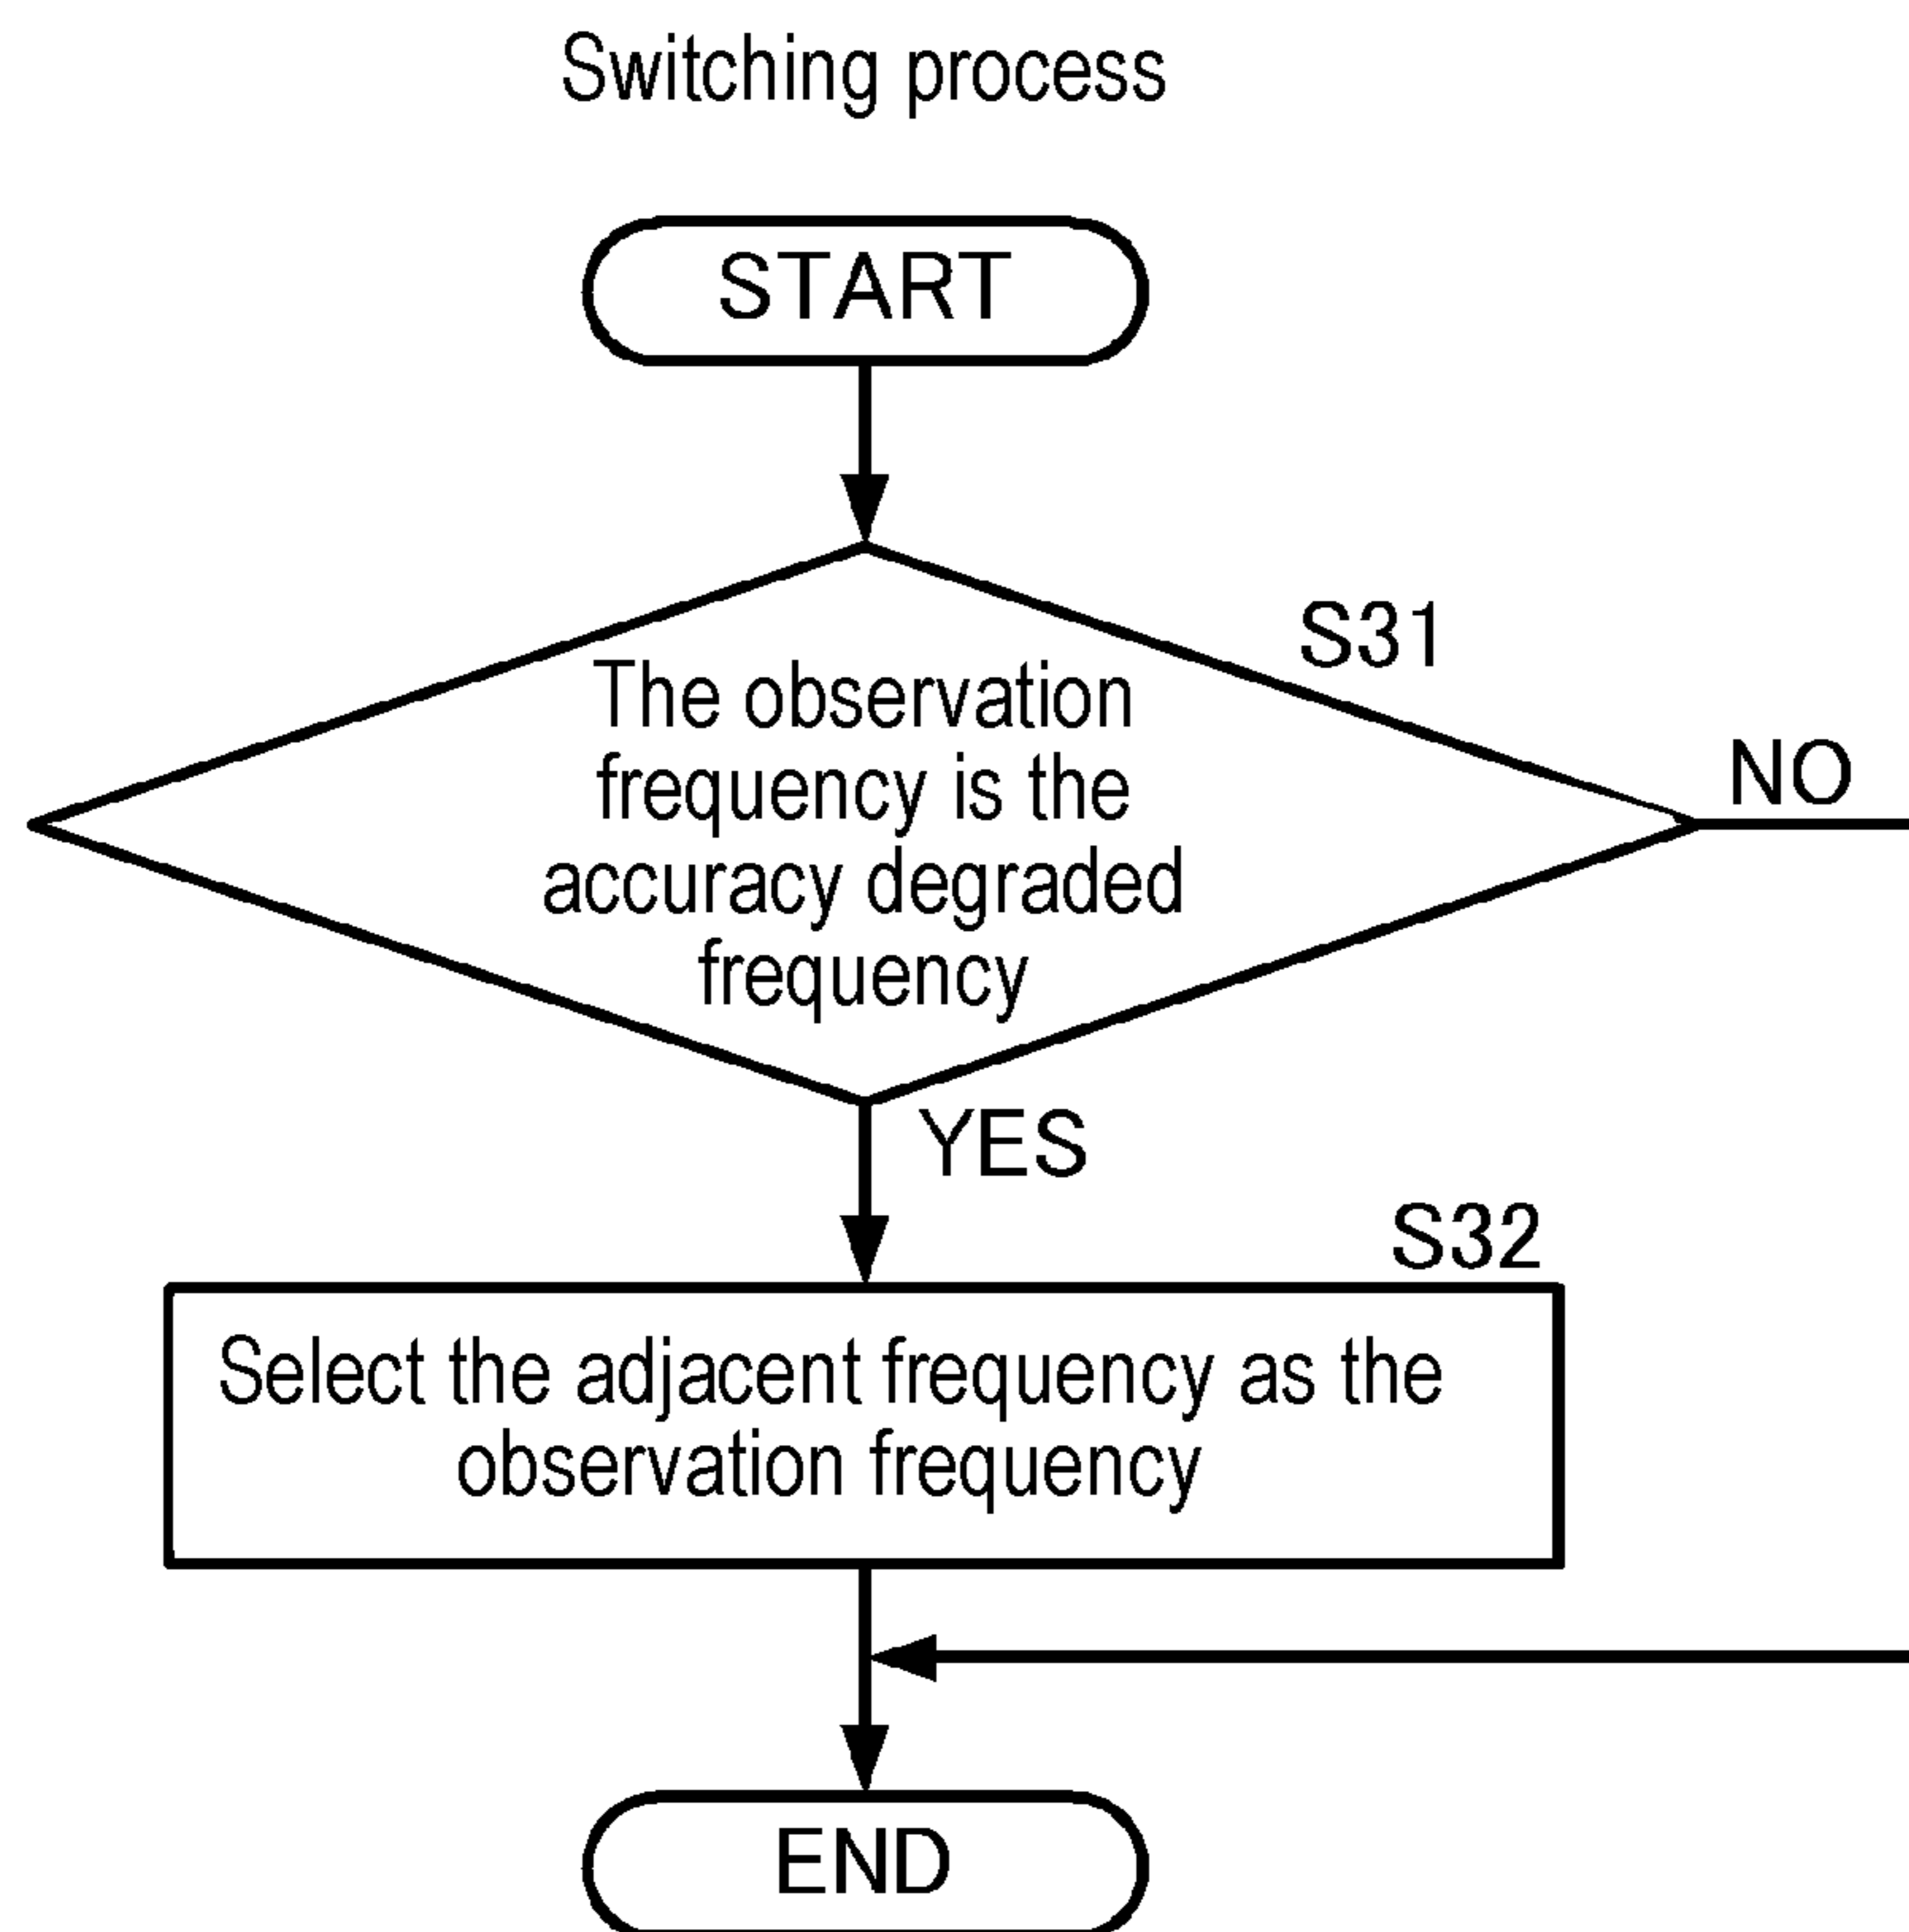 Switching process
START
S31
The observation
frequency is the
accuracy degraded
frequency
NO
YES
S32
Select the adjacent frequency as the
observation frequency
END